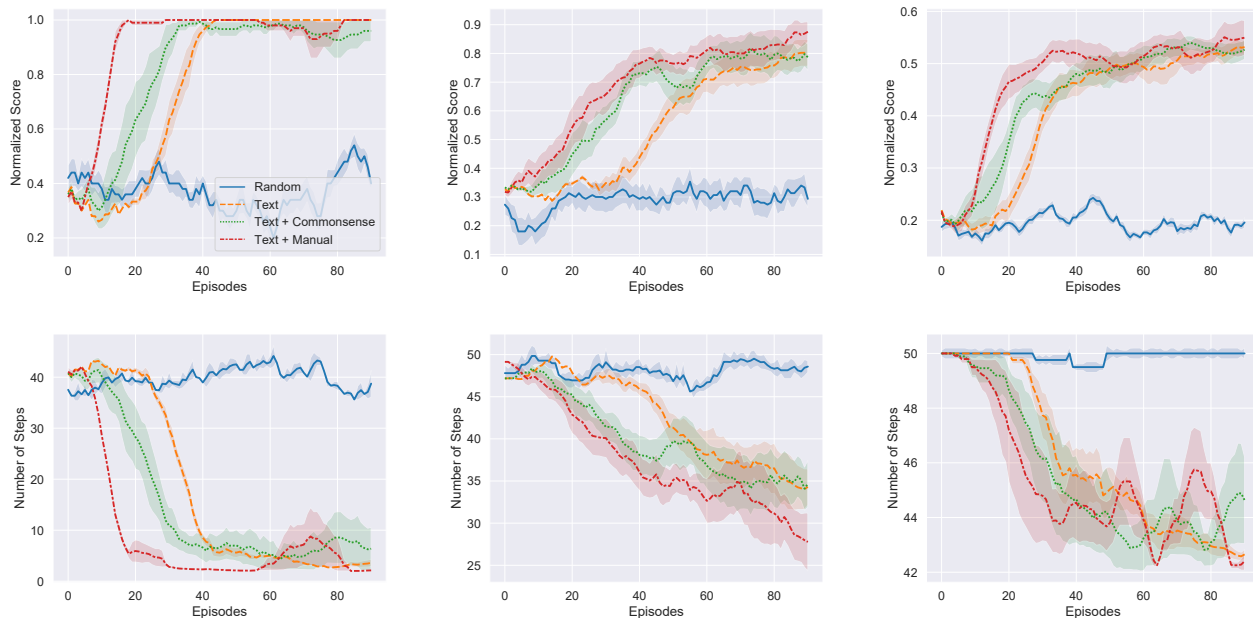 1.0
0.8
0.6
0.4
0.2
Normalized Score
0 20 40 60 80
Episodes
Random
Text
Text + Commonsense
Text + Manual
0.9
0.8
0.7
0.6
0.5
0.4
0.3
0.2
0.1
Normalized Score
0 20 40 60 80
Episodes
0.6
0.5
0.4
0.3
0.2
Normalized Score
0 20 40 60 80
Episodes
40
30
20
10
0
Number of Steps
0 20 40 60 80
Episodes
50
45
40
35
30
25
Number of Steps
0 20 40 60 80
Episodes
50
48
46
44
42
Number of Steps
0 20 40 60 80
Episodes